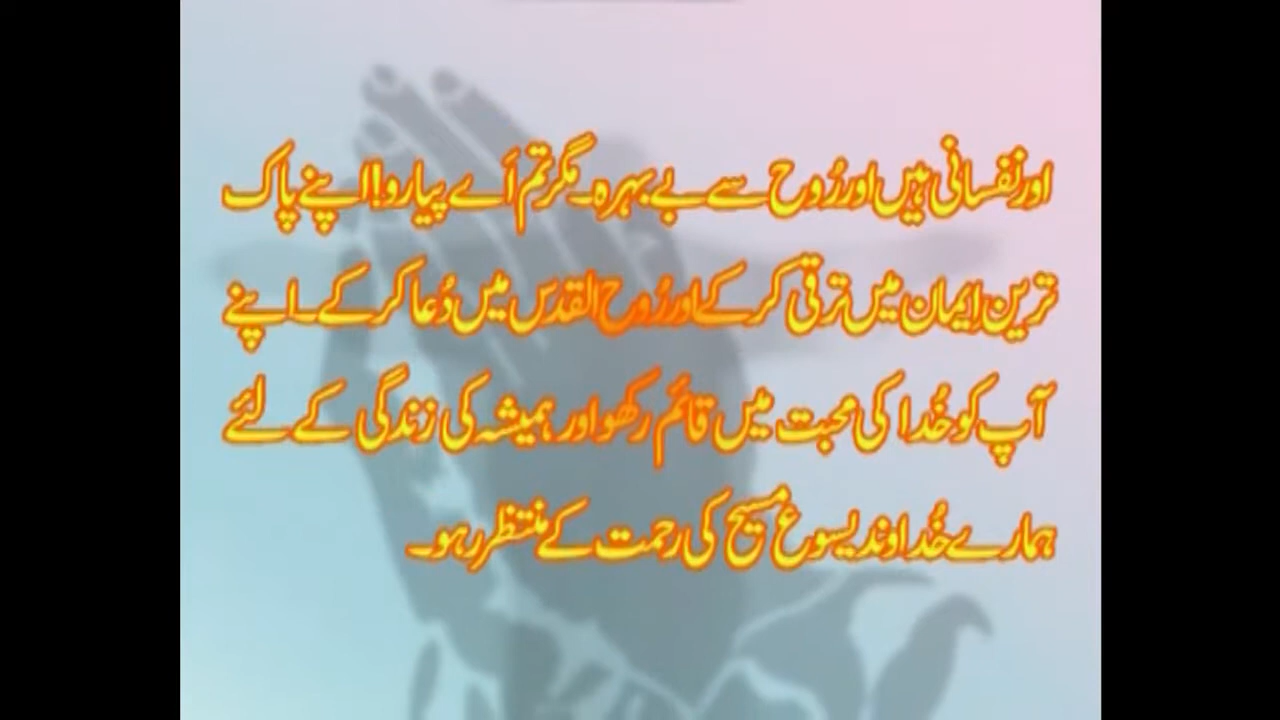 اور نفسانی ہیں اور رُوح سے بے بہرہ۔ مگر تم اَے پیارو! اپنے پاک
ترین ایمان میں ترقی کر کے اور رُوح القدس میں دُعا کر کے۔ اپنے
آپ کو خُدا کی محبت میں قائم رکھو اور ہمیشہ کی زندگی کے لئے
ہمارے خُداوند یسوع مسیح کی رحمت کے منتظر رہو۔